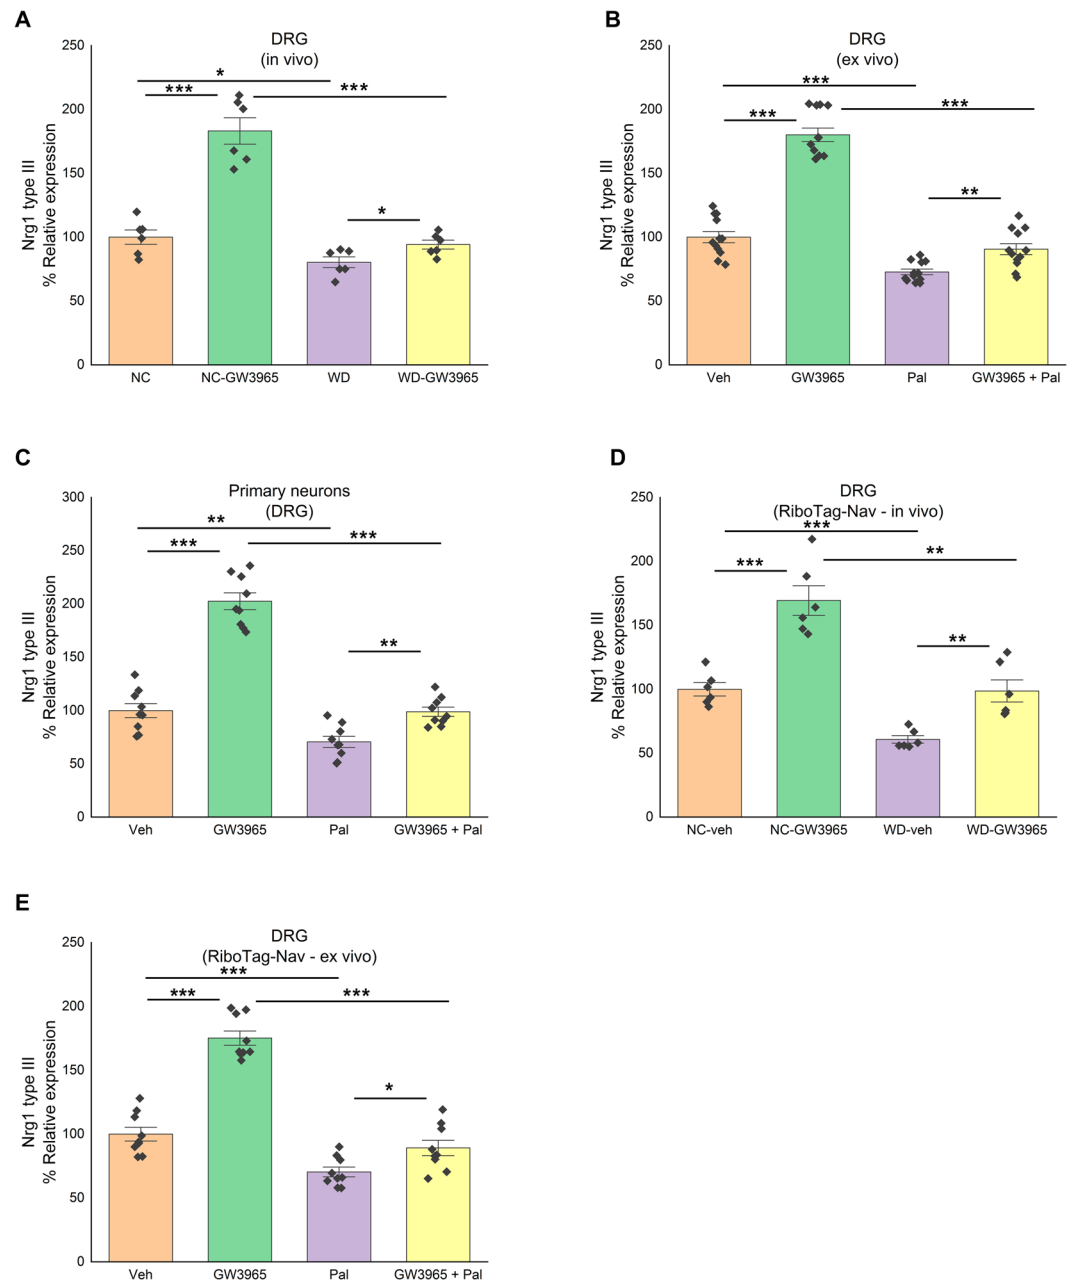 A
DRG
(in vivo)
Nrg1 type III
% Relative expression
250
200
150
100
50
0
*
***
***
*
NC
NC-GW3965
WD
WD-GW3965
B
DRG
(ex vivo)
Nrg1 type III
% Relative expression
250
200
150
100
50
0
***
***
***
**
Veh
GW3965
Pal
GW3965 + Pal
C
Primary neurons
(DRG)
Nrg1 type III
% Relative expression
300
250
200
150
100
50
0
**
***
***
**
Veh
GW3965
Pal
GW3965 + Pal
D
DRG
(RiboTag-Nav - in vivo)
Nrg1 type III
% Relative expression
250
200
150
100
50
0
***
**
***
**
NC-veh
NC-GW3965
WD-veh
WD-GW3965
E
DRG
(RiboTag-Nav - ex vivo)
Nrg1 type III
% Relative expression
250
200
150
100
50
0
***
***
***
*
Veh
GW3965
Pal
GW3965 + Pal